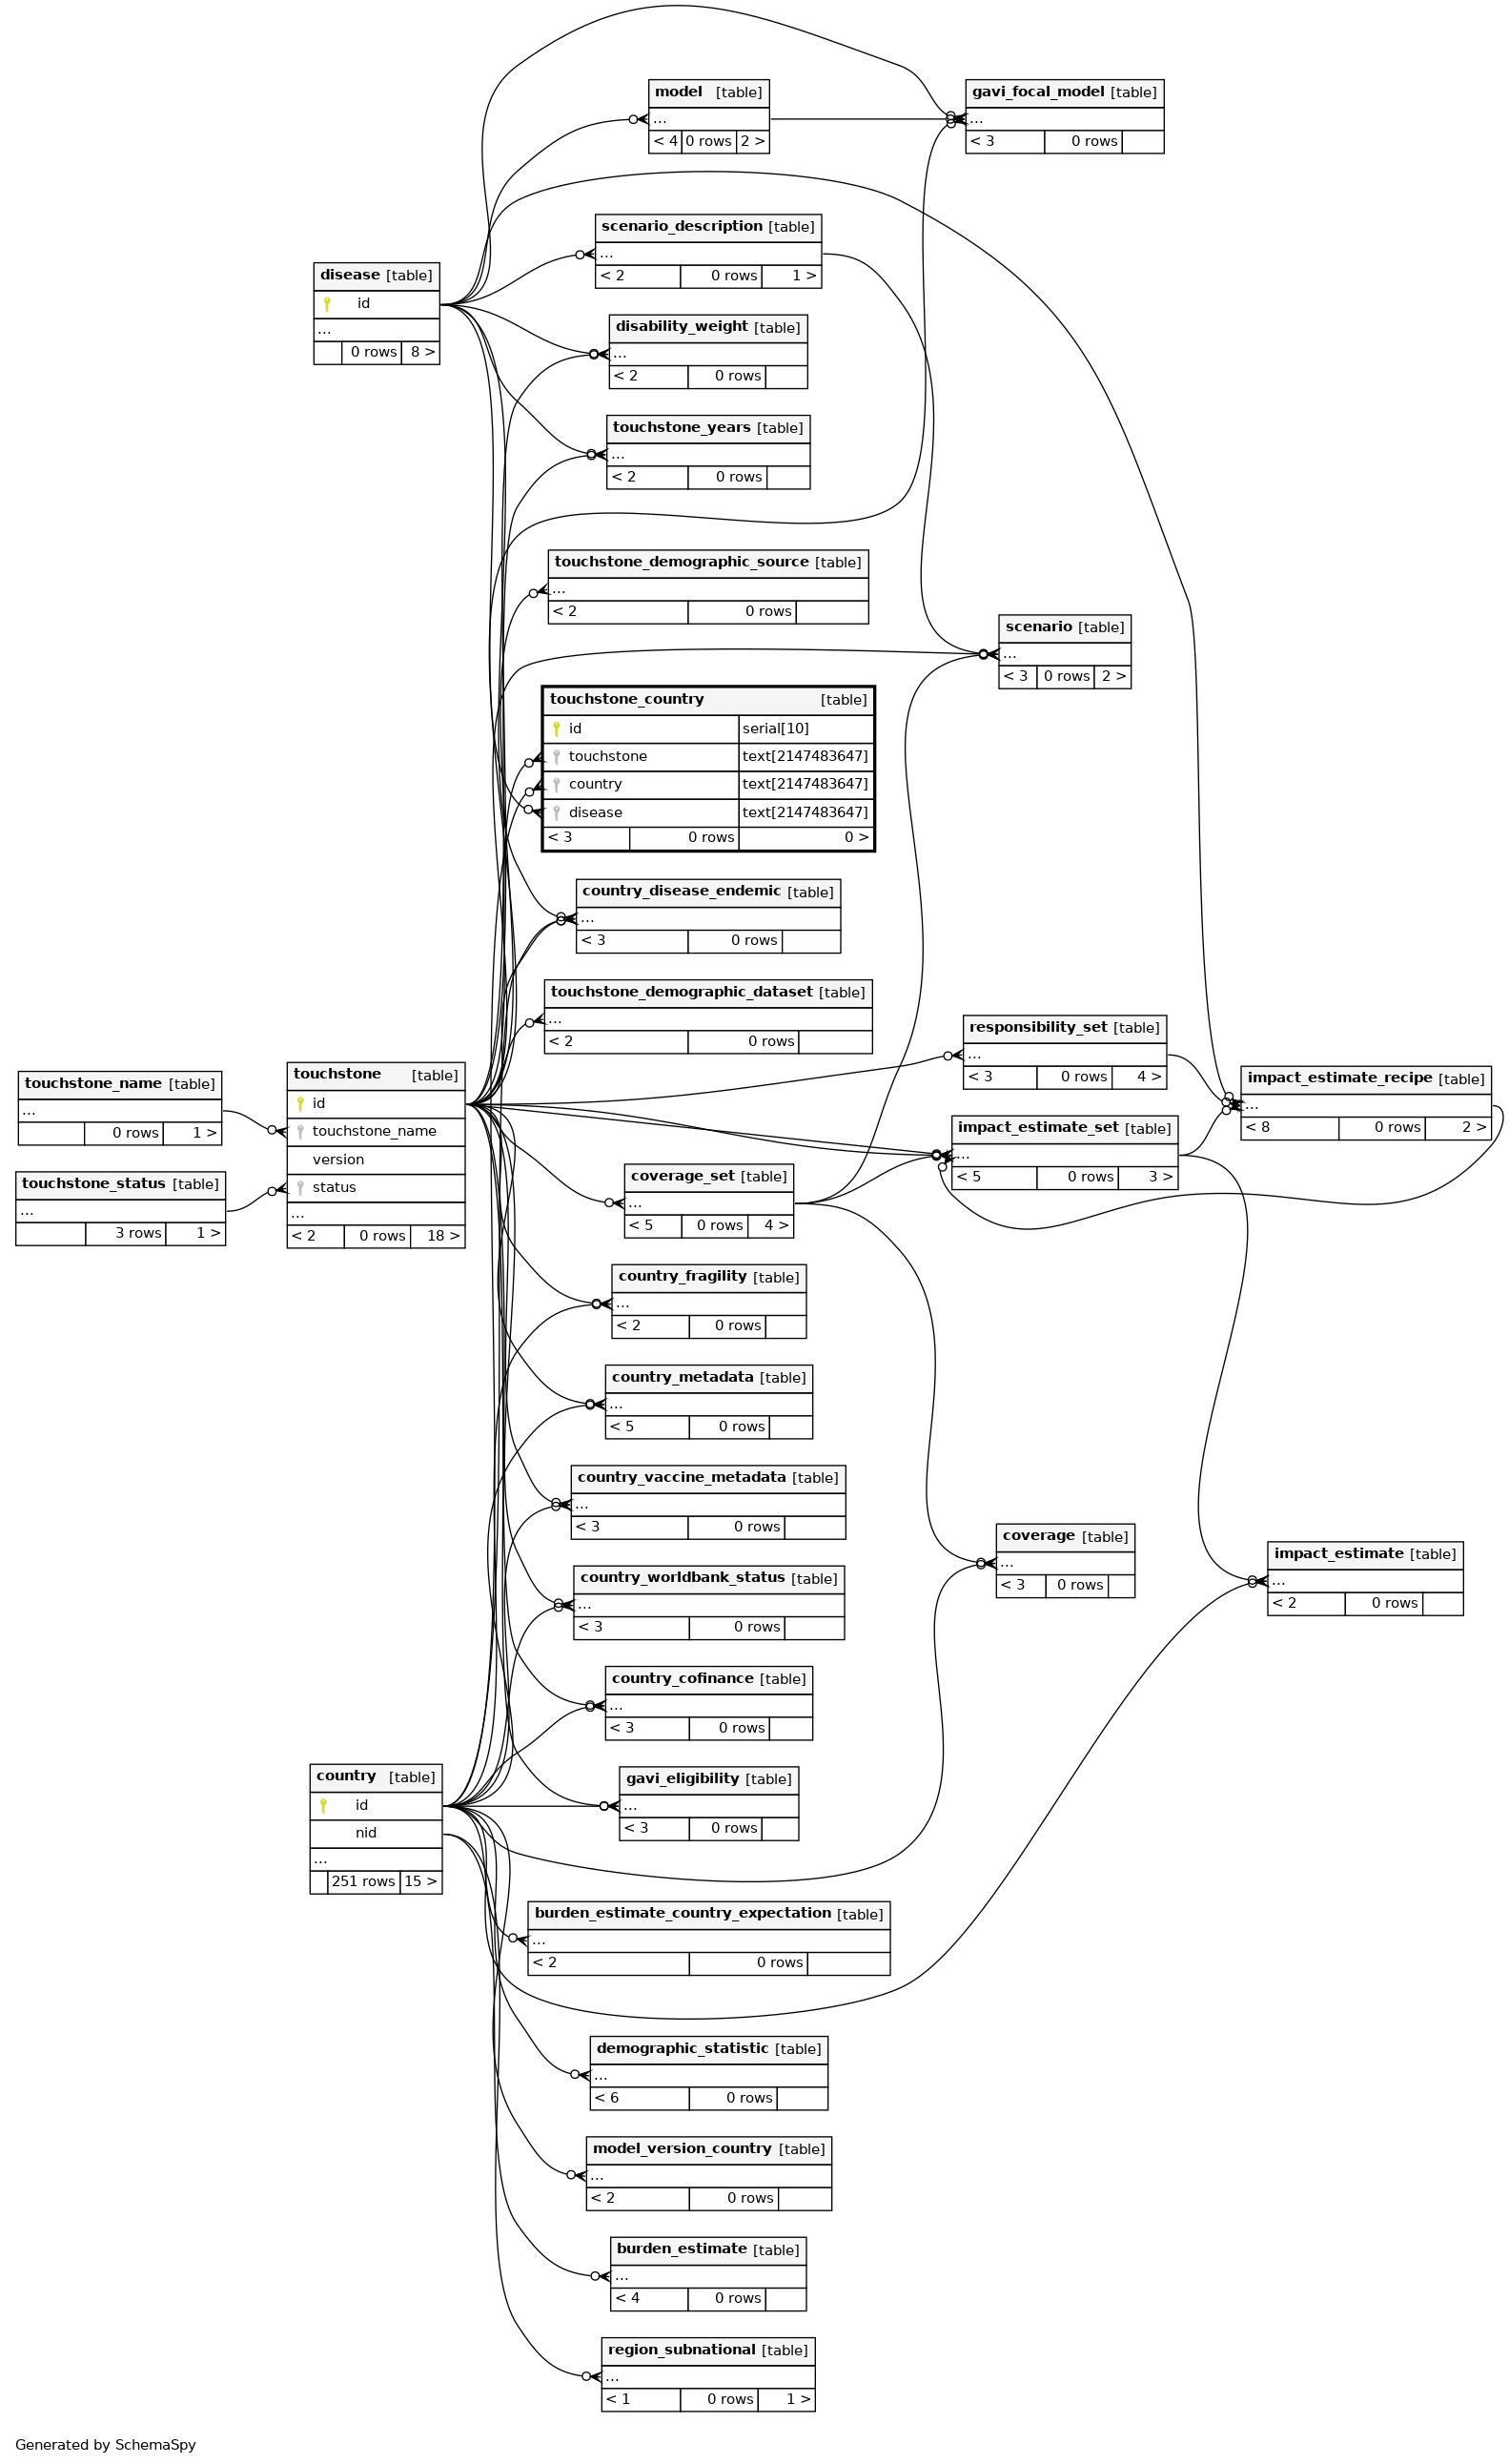 model [table]
...
< 4 0 rows 2 >
gavi_focal_model [table]
...
< 3 0 rows
scenario_description [table]
...
< 2 0 rows 1 >
disease [table]
id
...
0 rows 8 >
disability_weight [table]
...
< 2 0 rows
touchstone_years [table]
...
< 2 0 rows
touchstone_demographic_source [table]
...
< 2 0 rows
scenario [table]
...
< 3 0 rows 2 >
touchstone_country [table]
id serial[10]
touchstone text[2147483647]
country text[2147483647]
disease text[2147483647]
< 3 0 rows 0 >
country_disease_endemic [table]
...
< 3 0 rows
touchstone_demographic_dataset [table]
...
< 2 0 rows
responsibility_set [table]
...
< 3 0 rows 4 >
impact_estimate_recipe [table]
...
< 8 0 rows 2 >
touchstone_name [table]
...
0 rows 1 >
touchstone [table]
id
touchstone_name
version
status
...
< 2 0 rows 18 >
touchstone_status [table]
...
3 rows 1 >
impact_estimate_set [table]
...
< 5 0 rows 3 >
coverage_set [table]
...
< 5 0 rows 4 >
country_fragility [table]
...
< 2 0 rows
country_metadata [table]
...
< 5 0 rows
country_vaccine_metadata [table]
...
< 3 0 rows
coverage [table]
...
< 3 0 rows
impact_estimate [table]
...
< 2 0 rows
country_worldbank_status [table]
...
< 3 0 rows
country_cofinance [table]
...
< 3 0 rows
country [table]
id
nid
...
251 rows 15 >
gavi_eligibility [table]
...
< 3 0 rows
burden_estimate_country_expectation [table]
...
< 2 0 rows
demographic_statistic [table]
...
< 6 0 rows
model_version_country [table]
...
< 2 0 rows
burden_estimate [table]
...
< 4 0 rows
region_subnational [table]
...
< 1 0 rows 1 >
Generated by SchemaSpy